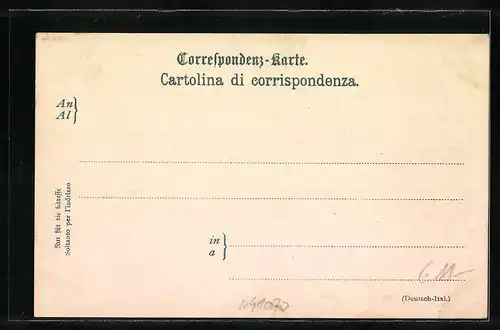 Correſpondenz-Karte.
Cartolina di corrispondenza.
An
Al
Nur für die Adreſſe
Soltanto per l'indirizzo
in
a
(Deutsch-Ital.)